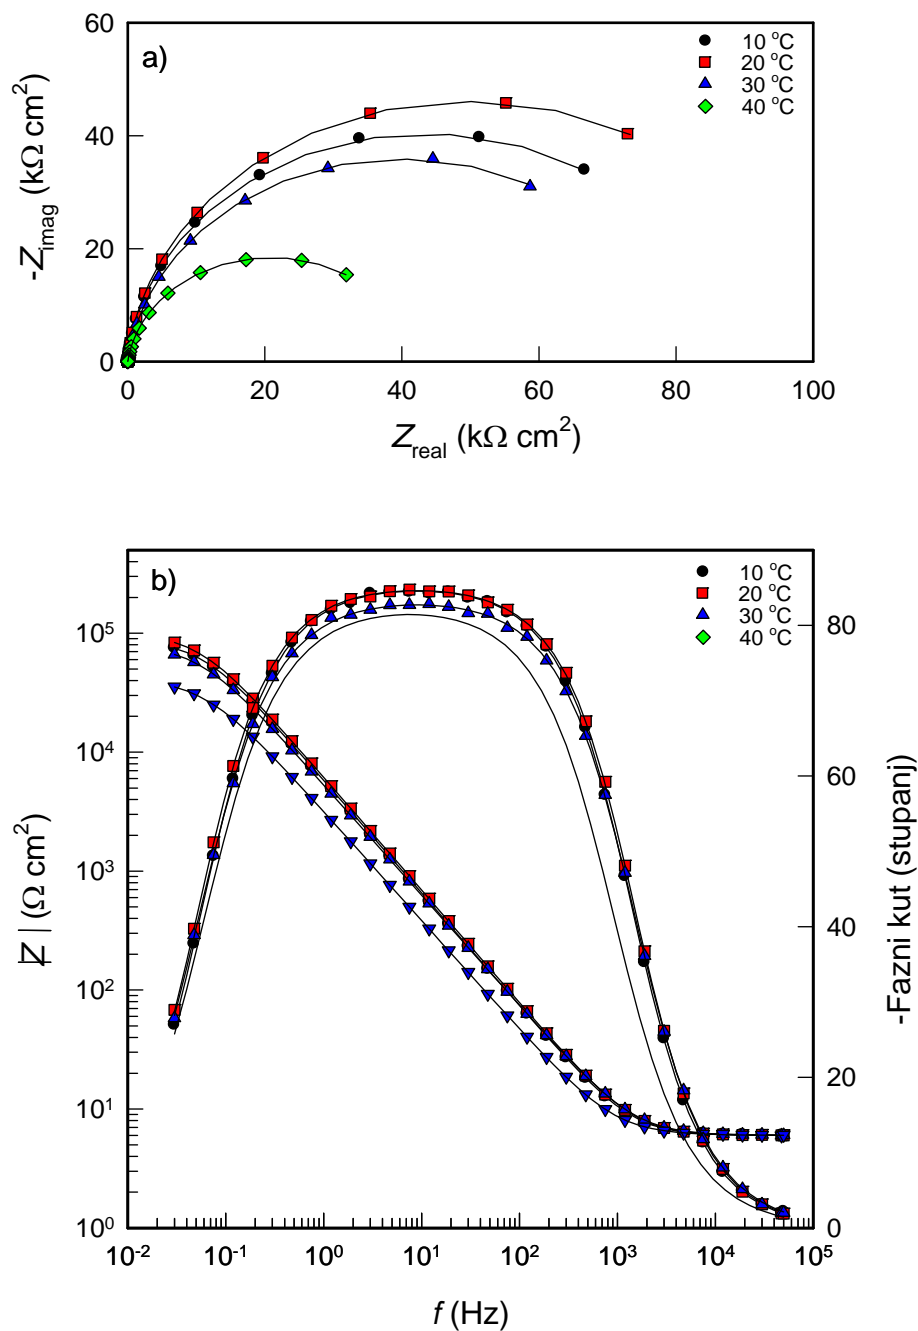 60
a)
10 °C
20 °C
30 °C
40 °C
40
20
0
-Z_imag (kΩ cm²)
0 20 40 60 80 100
Z_real (kΩ cm²)
b)
10 °C
20 °C
30 °C
40 °C
10⁵
10⁴
10³
10²
10¹
10⁰
|Z| (Ω cm²)
80
60
40
20
0
-Fazni kut (stupanj)
10⁻² 10⁻¹ 10⁰ 10¹ 10² 10³ 10⁴ 10⁵
f (Hz)